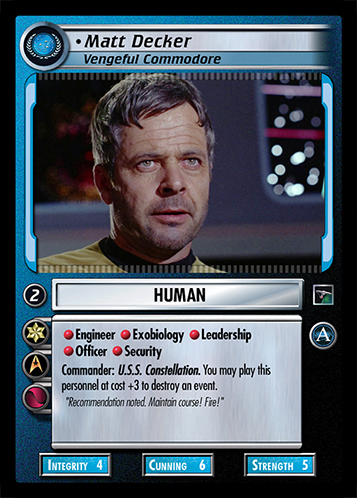 • Matt Decker
Vengeful Commodore
2
HUMAN
Engineer Exobiology Leadership
Officer Security
A
Commander: U.S.S. Constellation. You may play this
personnel at cost +3 to destroy an event.
"Recommendation noted. Maintain course! Fire!"
INTEGRITY 4 CUNNING 6 STRENGTH 5